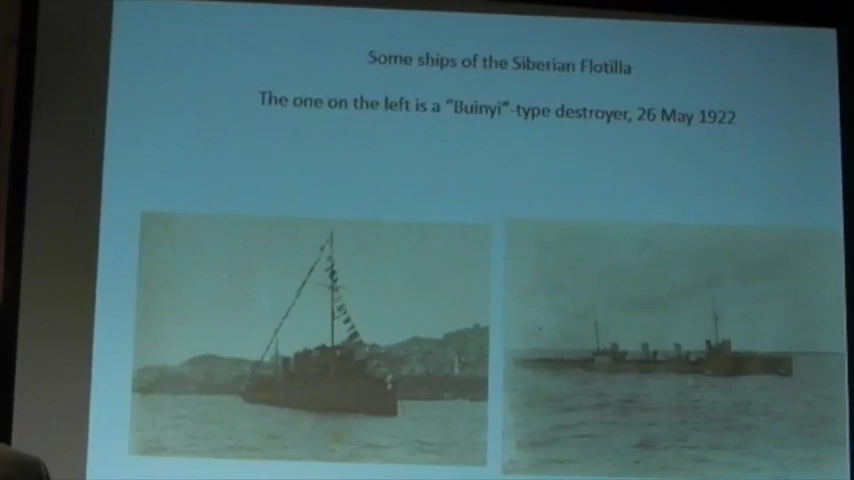 Some ships of the Siberian Flotilla
The one on the left is a "Buinyi"-type destroyer, 26 May 1922